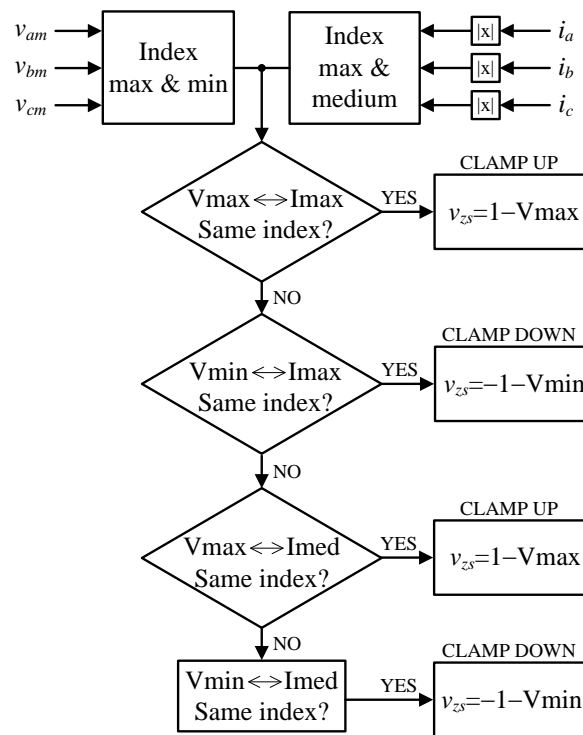 v_am
v_bm
v_cm
Index
max & min
Index
max &
medium
|x|
|x|
|x|
i_a
i_b
i_c
Vmax⟷Imax
Same index?
YES
CLAMP UP
v_zs=1−Vmax
NO
Vmin⟷Imax
Same index?
YES
CLAMP DOWN
v_zs=−1−Vmin
NO
Vmax⟷Imed
Same index?
YES
CLAMP UP
v_zs=1−Vmax
NO
Vmin⟷Imed
Same index?
YES
CLAMP DOWN
v_zs=−1−Vmin